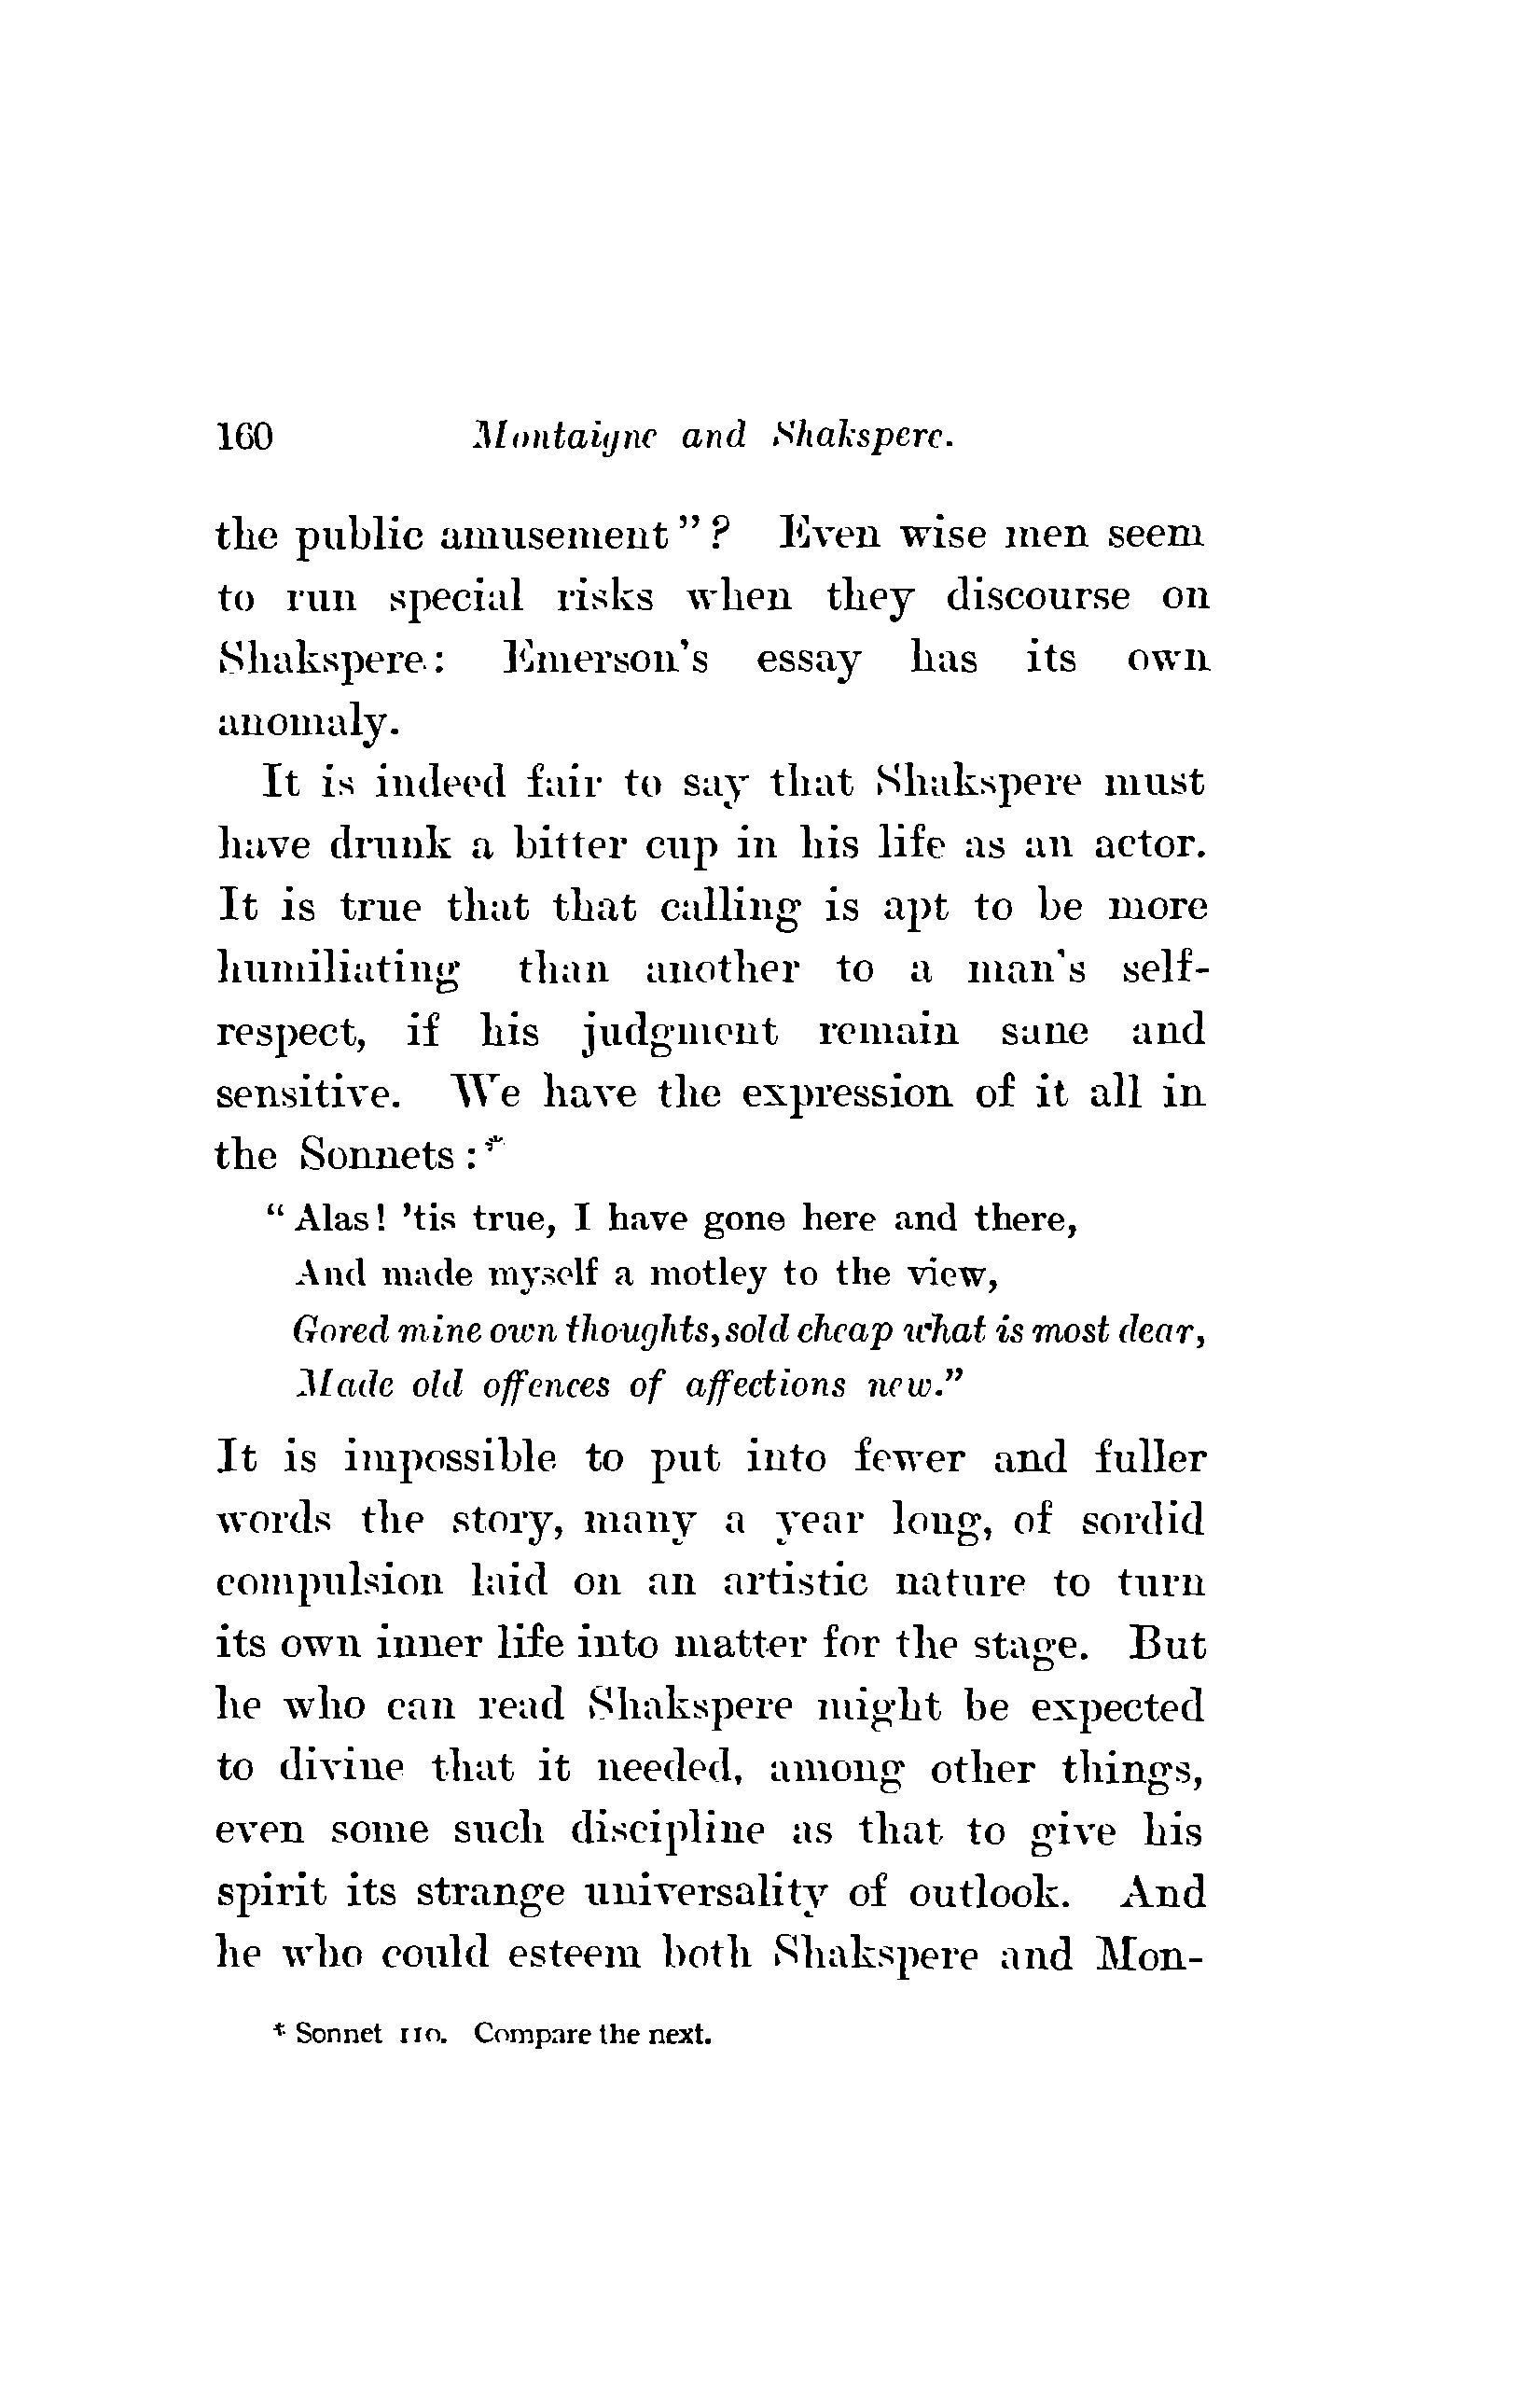 160 Montaigne and Shakspere.
the public amusement" ? Even wise men seem
to run special risks when they discourse on
Shakspere: Emerson's essay has its own
anomaly.
It is indeed fair to say that Shakspere must
have drunk a bitter cup in his life as an actor.
It is true that that calling is apt to be more
humiliating than another to a man's self-
respect, if his judgment remain sane and
sensitive. We have the expression of it all in
the Sonnets :*
" Alas! 'tis true, I have gone here and there,
And made myself a motley to the view,
Gored mine own thoughts, sold cheap what is most dear,
Made old offences of affections new."
It is impossible to put into fewer and fuller
words the story, many a year long, of sordid
compulsion laid on an artistic nature to turn
its own inner life into matter for the stage. But
he who can read Shakspere might be expected
to divine that it needed, among other things,
even some such discipline as that to give his
spirit its strange universality of outlook. And
he who could esteem both Shakspere and Mon-
* Sonnet 110. Compare the next.